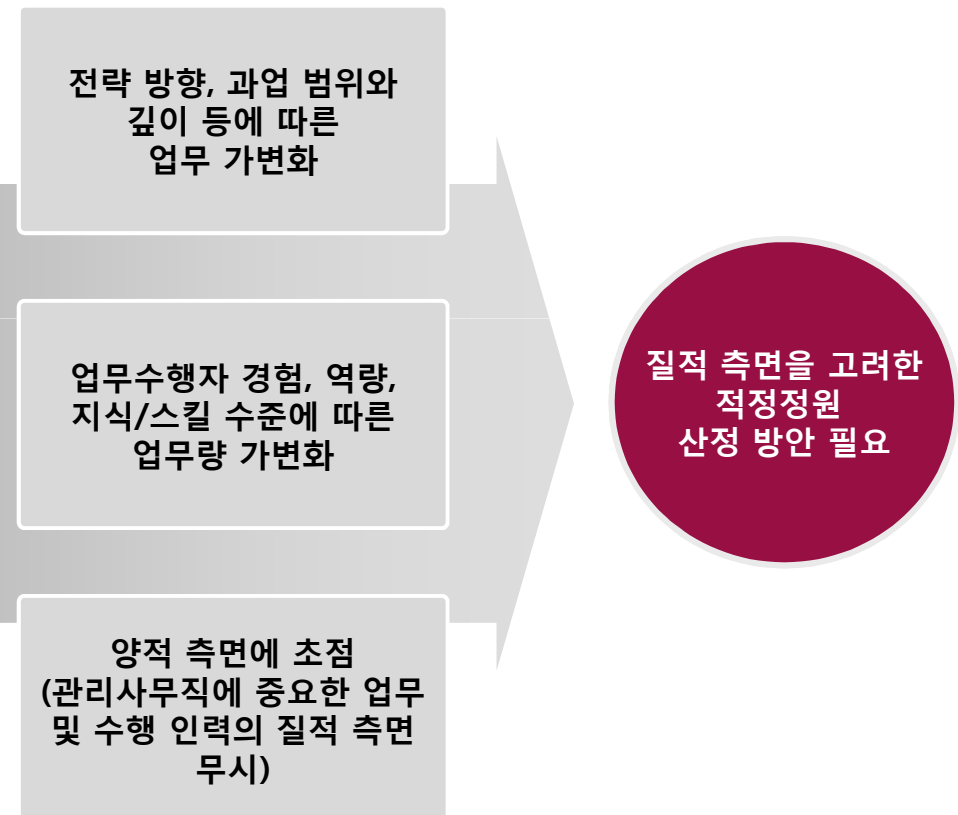 전략 방향, 과업 범위와
깊이 등에 따른
업무 가변화
업무수행자 경험, 역량,
지식/스킬 수준에 따른
업무량 가변화
양적 측면에 초점
(관리사무직에 중요한 업무
및 수행 인력의 질적 측면
무시)
질적 측면을 고려한
적정정원
산정 방안 필요